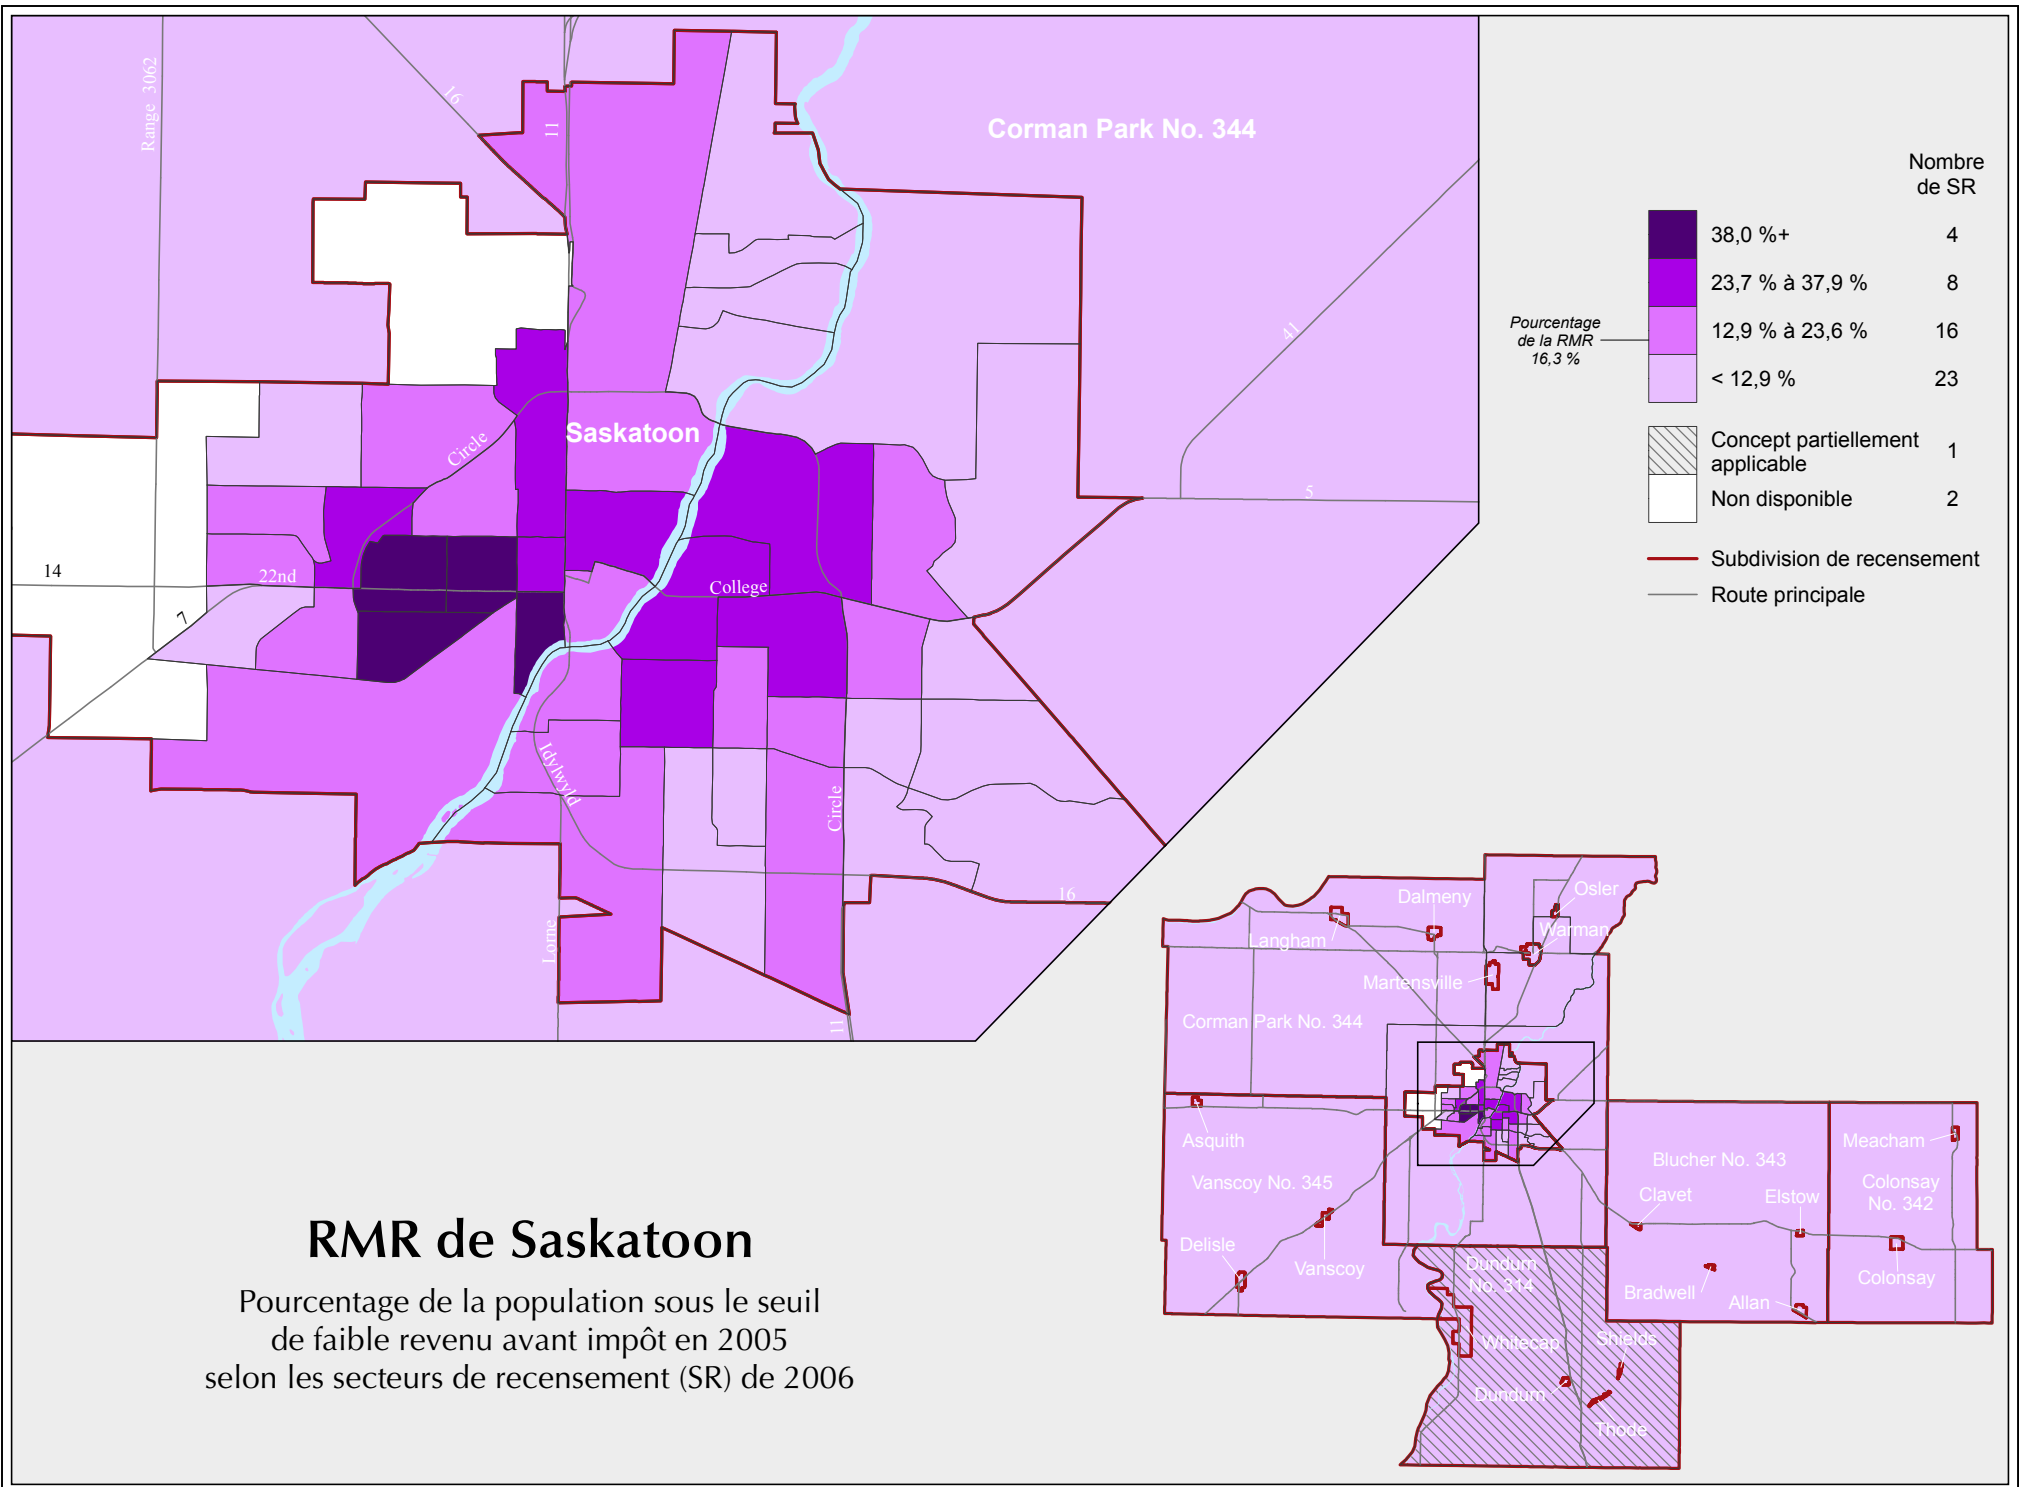 Range 3062
16
11
Corman Park No. 344
41
5
Circle
Saskatoon
14
22nd
7
College
Idylwyld
Circle
16
Lorne
11
Nombre
de SR
38,0 %+ 4
23,7 % à 37,9 % 8
12,9 % à 23,6 % 16
< 12,9 % 23
Pourcentage
de la RMR
16,3 %
Concept partiellement
applicable 1
Non disponible 2
Subdivision de recensement
Route principale
Dalmeny
Osler
Langham
Warman
Martensville
Corman Park No. 344
Asquith
Vanscoy No. 345
Delisle
Vanscoy
Blucher No. 343
Meacham
Clavet
Elstow
Colonsay
No. 342
Colonsay
Bradwell
Allan
Dundurn
No. 314
Whitecap
Shields
Dundurn
Thode
RMR de Saskatoon
Pourcentage de la population sous le seuil
de faible revenu avant impôt en 2005
selon les secteurs de recensement (SR) de 2006